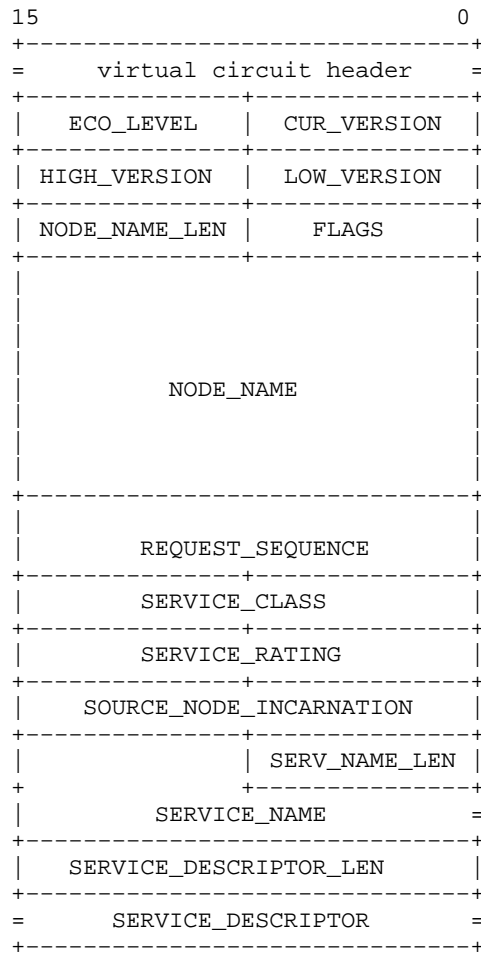 15 0
= virtual circuit header =
ECO_LEVEL | CUR_VERSION
HIGH_VERSION | LOW_VERSION
NODE_NAME_LEN | FLAGS
NODE_NAME
REQUEST_SEQUENCE
SERVICE_CLASS
SERVICE_RATING
SOURCE_NODE_INCARNATION
SERV_NAME_LEN
SERVICE_NAME =
SERVICE_DESCRIPTOR_LEN
= SERVICE_DESCRIPTOR =